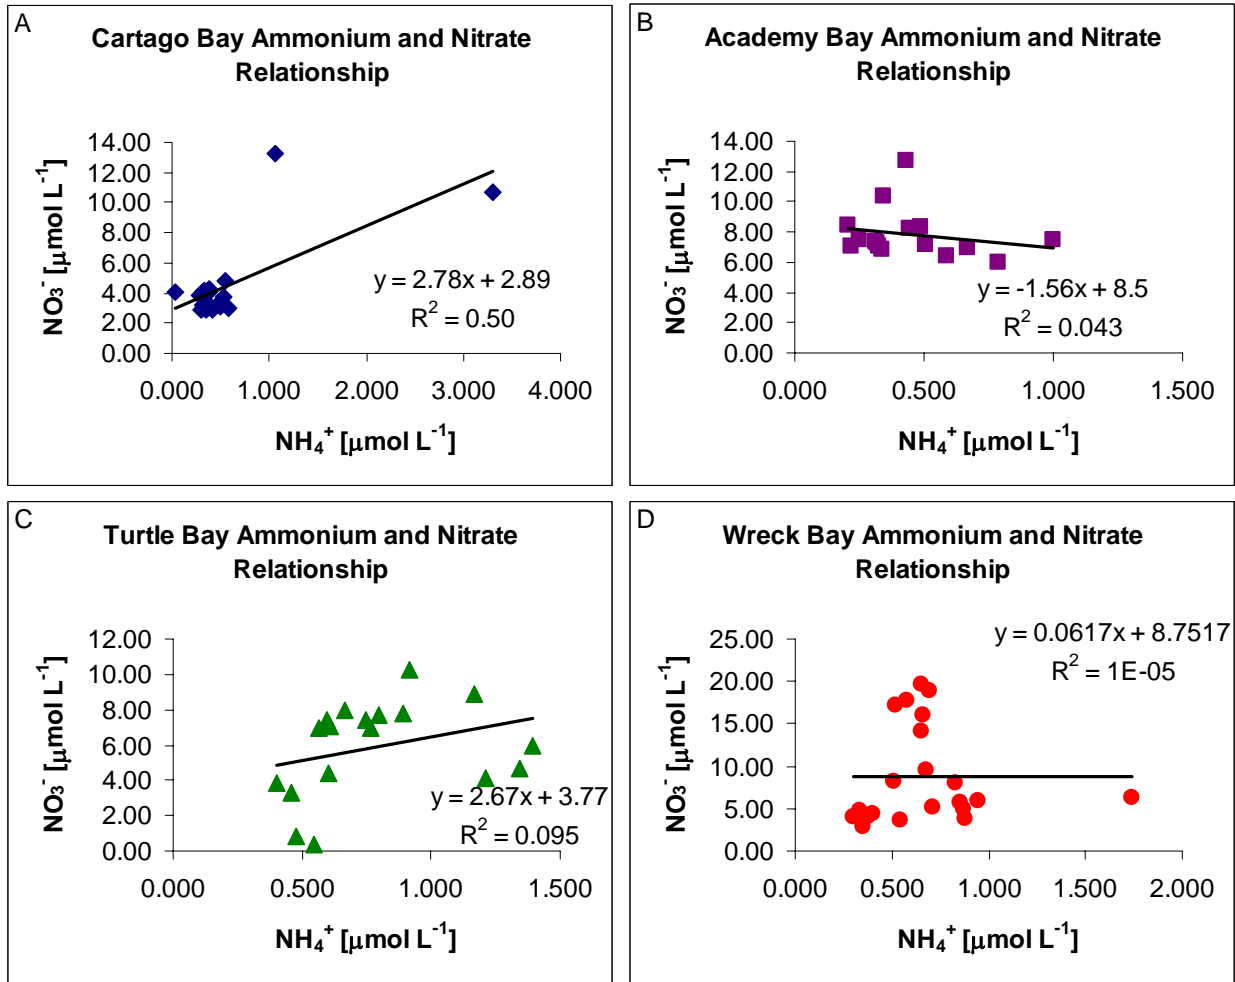 A
Cartago Bay Ammonium and Nitrate
Relationship
NO₃⁻ [μmol L⁻¹]
14.00
12.00
10.00
8.00
6.00
4.00
2.00
0.00
y = 2.78x + 2.89
R² = 0.50
0.000 1.000 2.000 3.000 4.000
NH₄⁺ [μmol L⁻¹]
B
Academy Bay Ammonium and Nitrate
Relationship
NO₃⁻ [μmol L⁻¹]
14.00
12.00
10.00
8.00
6.00
4.00
2.00
0.00
y = -1.56x + 8.5
R² = 0.043
0.000 0.500 1.000 1.500
NH₄⁺ [μmol L⁻¹]
C
Turtle Bay Ammonium and Nitrate
Relationship
NO₃⁻ [μmol L⁻¹]
12.00
10.00
8.00
6.00
4.00
2.00
0.00
y = 2.67x + 3.77
R² = 0.095
0.000 0.500 1.000 1.500
NH₄⁺ [μmol L⁻¹]
D
Wreck Bay Ammonium and Nitrate
Relationship
y = 0.0617x + 8.7517
R² = 1E-05
NO₃⁻ [μmol L⁻¹]
25.00
20.00
15.00
10.00
5.00
0.00
0.000 0.500 1.000 1.500 2.000
NH₄⁺ [μmol L⁻¹]